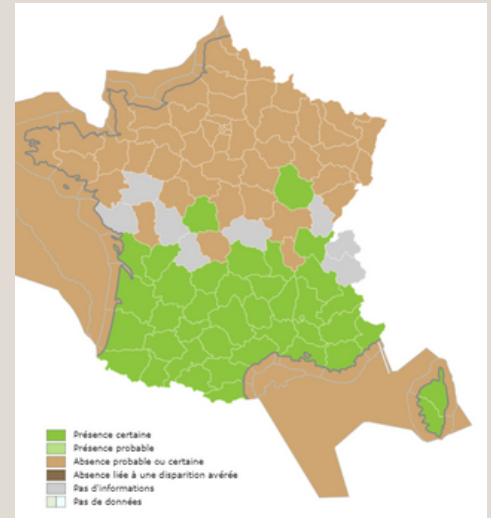 Présence certaine
Présence probable
Absence probable ou certaine
Absence liée à une disparition avérée
Pas d'informations
Pas de données